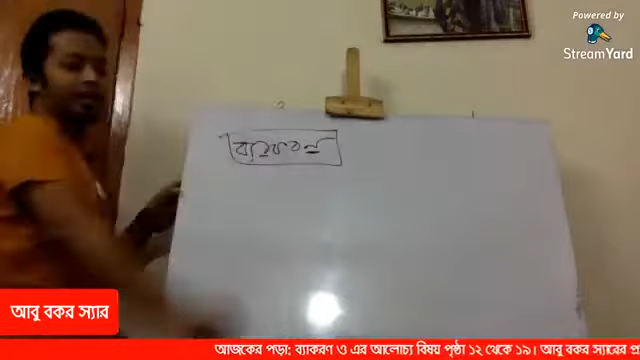 Powered by
StreamYard
ব্যাকরণ
আবু বকর স্যার
আজকের পড়া: ব্যাকরণ ও এর আলোচ্য বিষয় পৃষ্ঠা ১২ থেকে ১৯। আবু বকর স্যারের